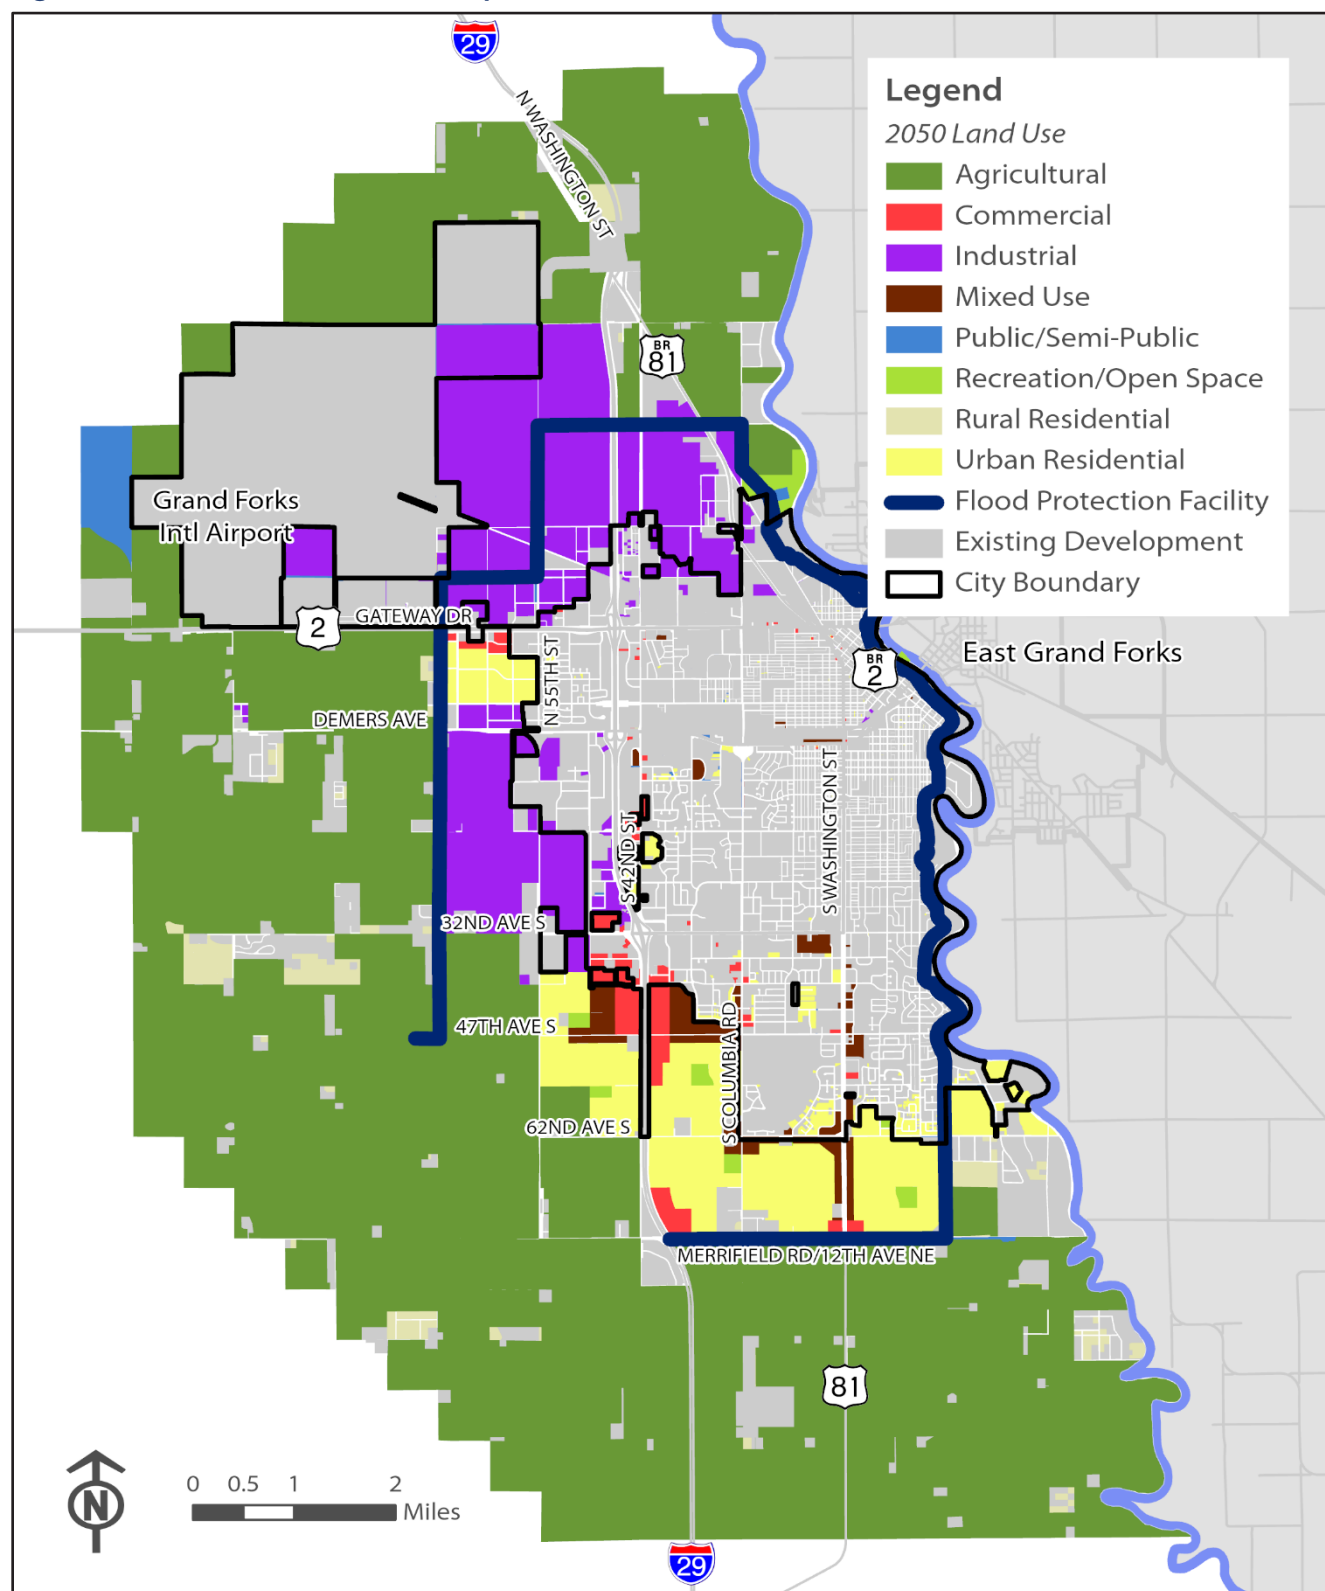 29
N WASHINGTON ST
Legend
2050 Land Use
Agricultural
Commercial
Industrial
Mixed Use
Public/Semi-Public
Recreation/Open Space
Rural Residential
Urban Residential
Flood Protection Facility
Existing Development
City Boundary
BR
81
Grand Forks
Intl Airport
2
GATEWAY DR
N 55TH ST
BR
2
East Grand Forks
DEMERS AVE
S WASHINGTON ST
S 42ND ST
32ND AVE S
47TH AVE S
S COLUMBIA RD
62ND AVE S
MERRIFIELD RD/12TH AVE NE
81
N
0 0.5 1 2
Miles
29